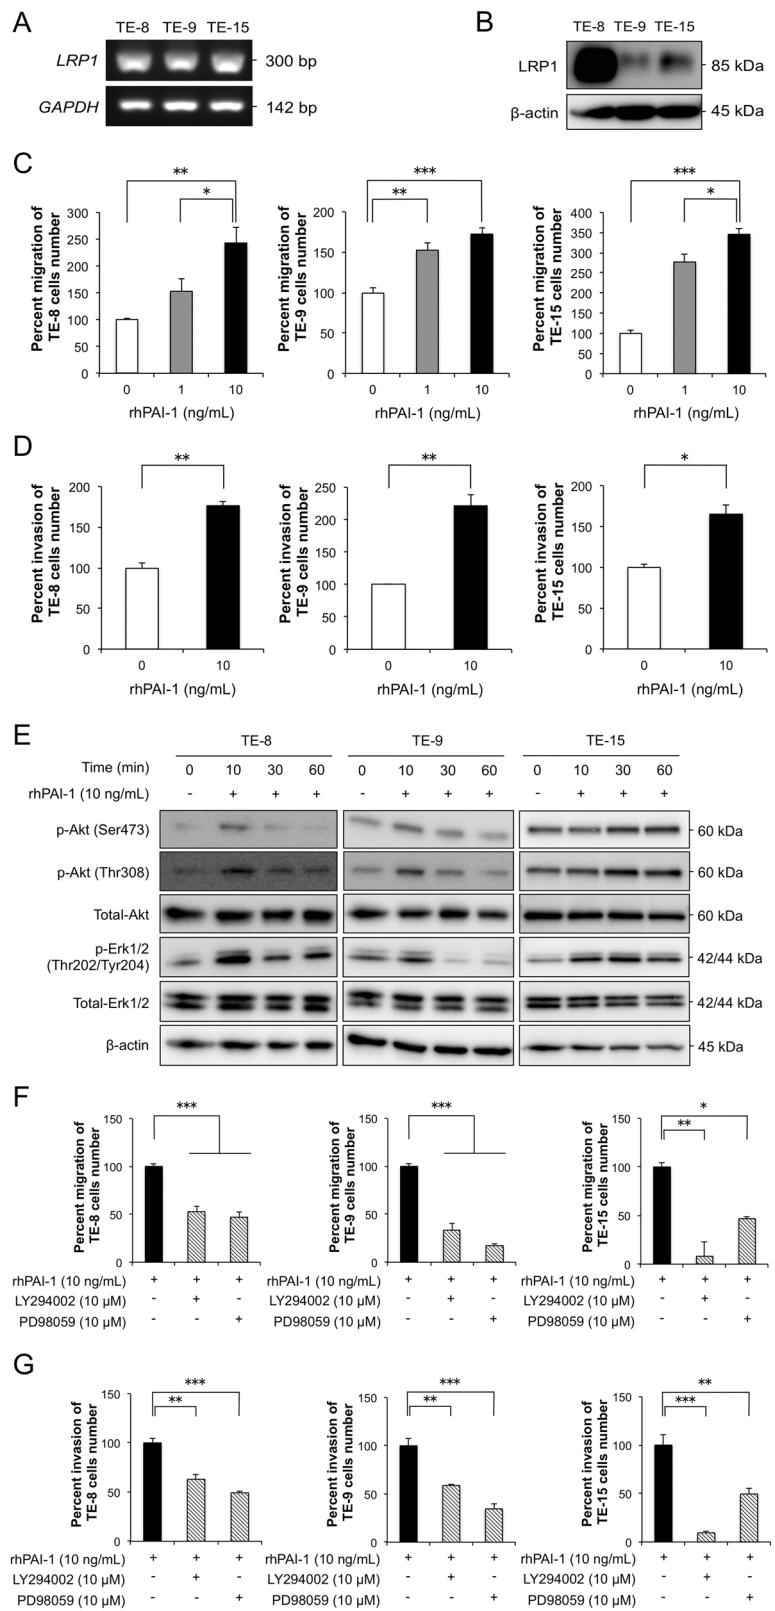 A
TE-8 TE-9 TE-15
LRP1 300 bp
GAPDH 142 bp
B
TE-8 TE-9 TE-15
LRP1 85 kDa
β-actin 45 kDa
C
** *
Percent migration of
TE-8 cells number
300
250
200
150
100
50
0
0 1 10
rhPAI-1 (ng/mL)
*** **
Percent migration of
TE-9 cells number
200
150
100
50
0
0 1 10
rhPAI-1 (ng/mL)
*** *
Percent migration of
TE-15 cells number
400
350
300
250
200
150
100
50
0
0 1 10
rhPAI-1 (ng/mL)
D
**
Percent invasion of
TE-8 cells number
200
150
100
50
0
0 10
rhPAI-1 (ng/mL)
**
Percent invasion of
TE-9 cells number
250
200
150
100
50
0
0 10
rhPAI-1 (ng/mL)
*
Percent invasion of
TE-15 cells number
200
150
100
50
0
0 10
rhPAI-1 (ng/mL)
E
TE-8 TE-9 TE-15
Time (min) 0 10 30 60 0 10 30 60 0 10 30 60
rhPAI-1 (10 ng/mL) - + + + - + + + - + + +
p-Akt (Ser473) 60 kDa
p-Akt (Thr308) 60 kDa
Total-Akt 60 kDa
p-Erk1/2
(Thr202/Tyr204) 42/44 kDa
Total-Erk1/2 42/44 kDa
β-actin 45 kDa
F
***
Percent migration of
TE-8 cells number
150
100
50
0
rhPAI-1 (10 ng/mL) + + +
LY294002 (10 μM) - + -
PD98059 (10 μM) - - +
***
Percent migration of
TE-9 cells number
150
100
50
0
rhPAI-1 (10 ng/mL) + + +
LY294002 (10 μM) - + -
PD98059 (10 μM) - - +
* **
Percent migration of
TE-15 cells number
150
100
50
0
rhPAI-1 (10 ng/mL) + + +
LY294002 (10 μM) - + -
PD98059 (10 μM) - - +
G
*** **
Percent invasion of
TE-8 cells number
150
100
50
0
rhPAI-1 (10 ng/mL) + + +
LY294002 (10 μM) - + -
PD98059 (10 μM) - - +
*** **
Percent invasion of
TE-9 cells number
150
100
50
0
rhPAI-1 (10 ng/mL) + + +
LY294002 (10 μM) - + -
PD98059 (10 μM) - - +
** ***
Percent invasion of
TE-15 cells number
150
100
50
0
rhPAI-1 (10 ng/mL) + + +
LY294002 (10 μM) - + -
PD98059 (10 μM) - - +